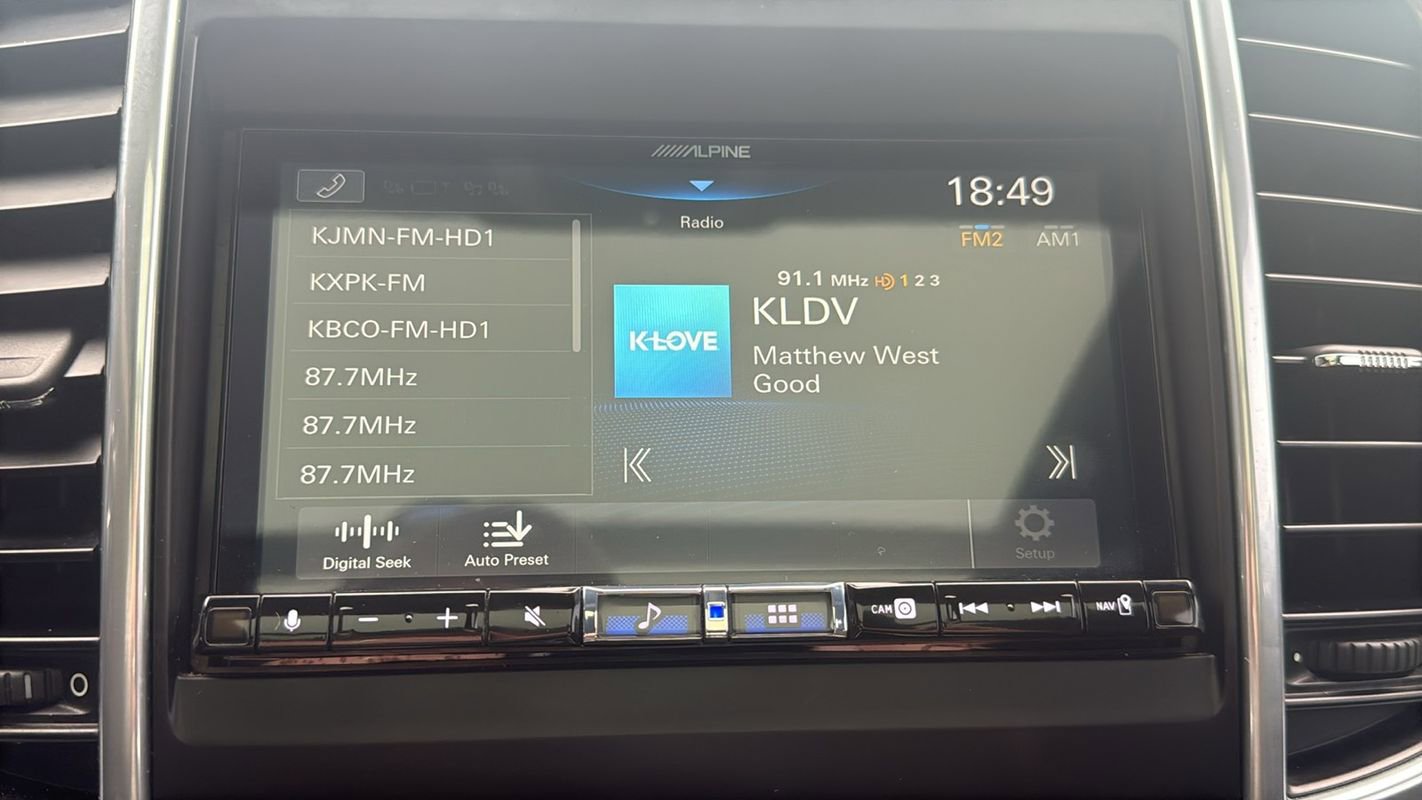 ALPINE
18:49
Radio
FM2 AM1
KJMN-FM-HD1
KXPK-FM
KBCO-FM-HD1
87.7MHz
87.7MHz
87.7MHz
91.1 MHz HD 1 2 3
KLDV
K-LOVE
Matthew West
Good
Digital Seek
Auto Preset
Setup
CAM
NAV